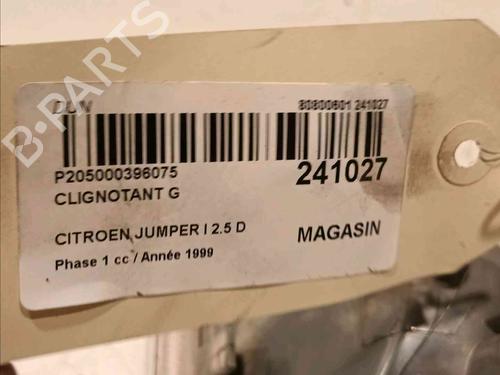 80800601 241027
P205000396075
241027
CLIGNOTANT G
CITROEN JUMPER I 2.5 D
MAGASIN
Phase 1 cc / Année 1999
B-PARTS